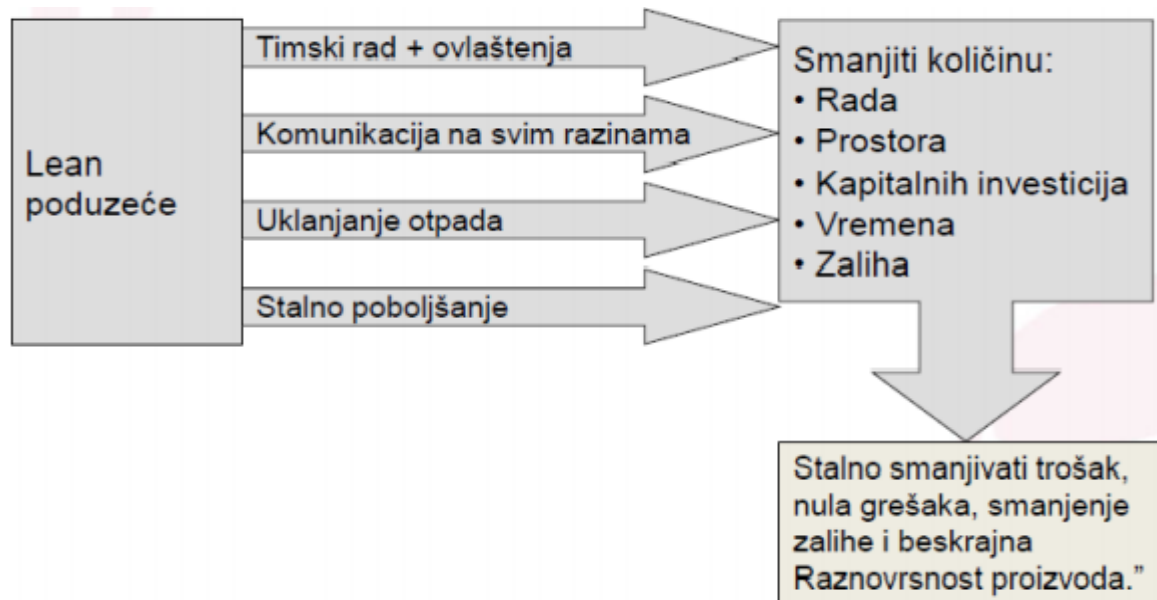 Lean
poduzeće
Timski rad + ovlaštenja
Komunikacija na svim razinama
Uklanjanje otpada
Stalno poboljšanje
Smanjiti količinu:
• Rada
• Prostora
• Kapitalnih investicija
• Vremena
• Zaliha
Stalno smanjivati trošak,
nula grešaka, smanjenje
zalihe i beskrajna
Raznovrsnost proizvoda.”